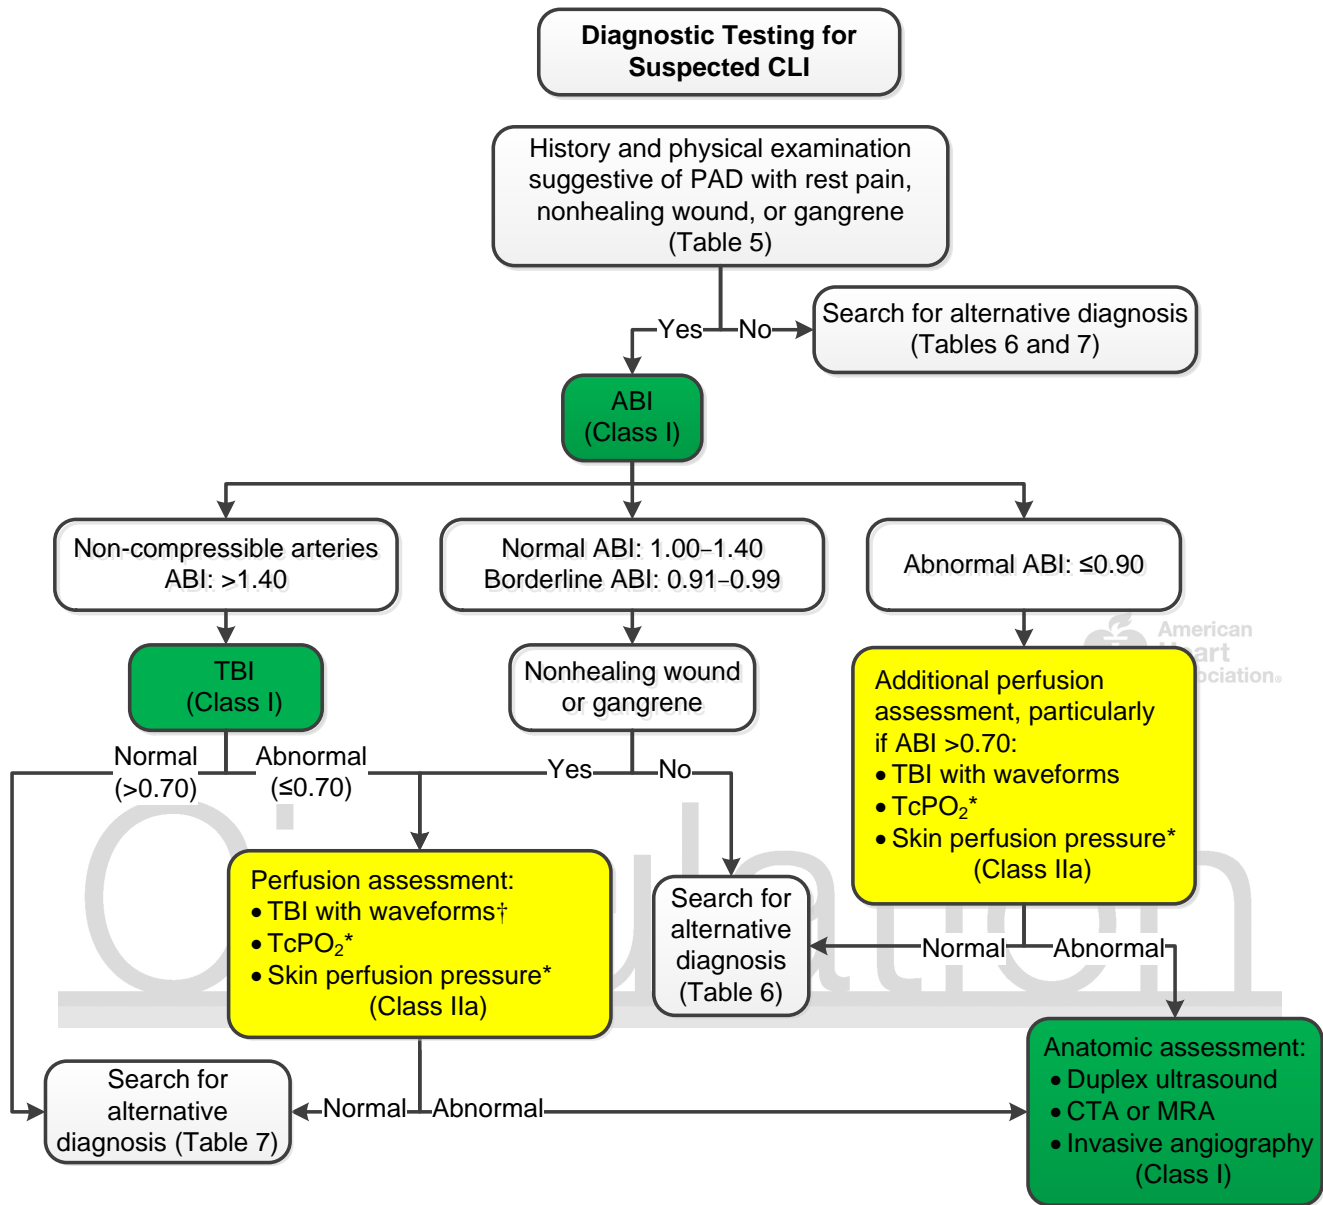 Diagnostic Testing for
Suspected CLI
History and physical examination
suggestive of PAD with rest pain,
nonhealing wound, or gangrene
(Table 5)
Yes
No
Search for alternative diagnosis
(Tables 6 and 7)
ABI
(Class I)
Non-compressible arteries
ABI: >1.40
Normal ABI: 1.00–1.40
Borderline ABI: 0.91–0.99
Abnormal ABI: ≤0.90
American
Heart
Association®
TBI
(Class I)
Nonhealing wound
or gangrene
Additional perfusion
assessment, particularly
if ABI >0.70:
• TBI with waveforms
• TcPO₂*
• Skin perfusion pressure*
(Class IIa)
Normal
(>0.70)
Abnormal
(≤0.70)
Yes
No
Circulation
Perfusion assessment:
• TBI with waveforms†
• TcPO₂*
• Skin perfusion pressure*
(Class IIa)
Search for
alternative
diagnosis
(Table 6)
Normal
Abnormal
Search for
alternative
diagnosis (Table 7)
Normal
Abnormal
Anatomic assessment:
• Duplex ultrasound
• CTA or MRA
• Invasive angiography
(Class I)